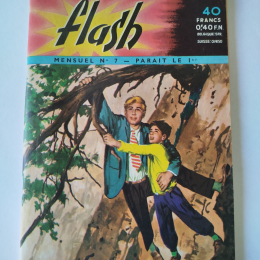 flash
40
FRANCS
0,40 F.N.
MENSUEL N° 7 — PARAIT LE 1er